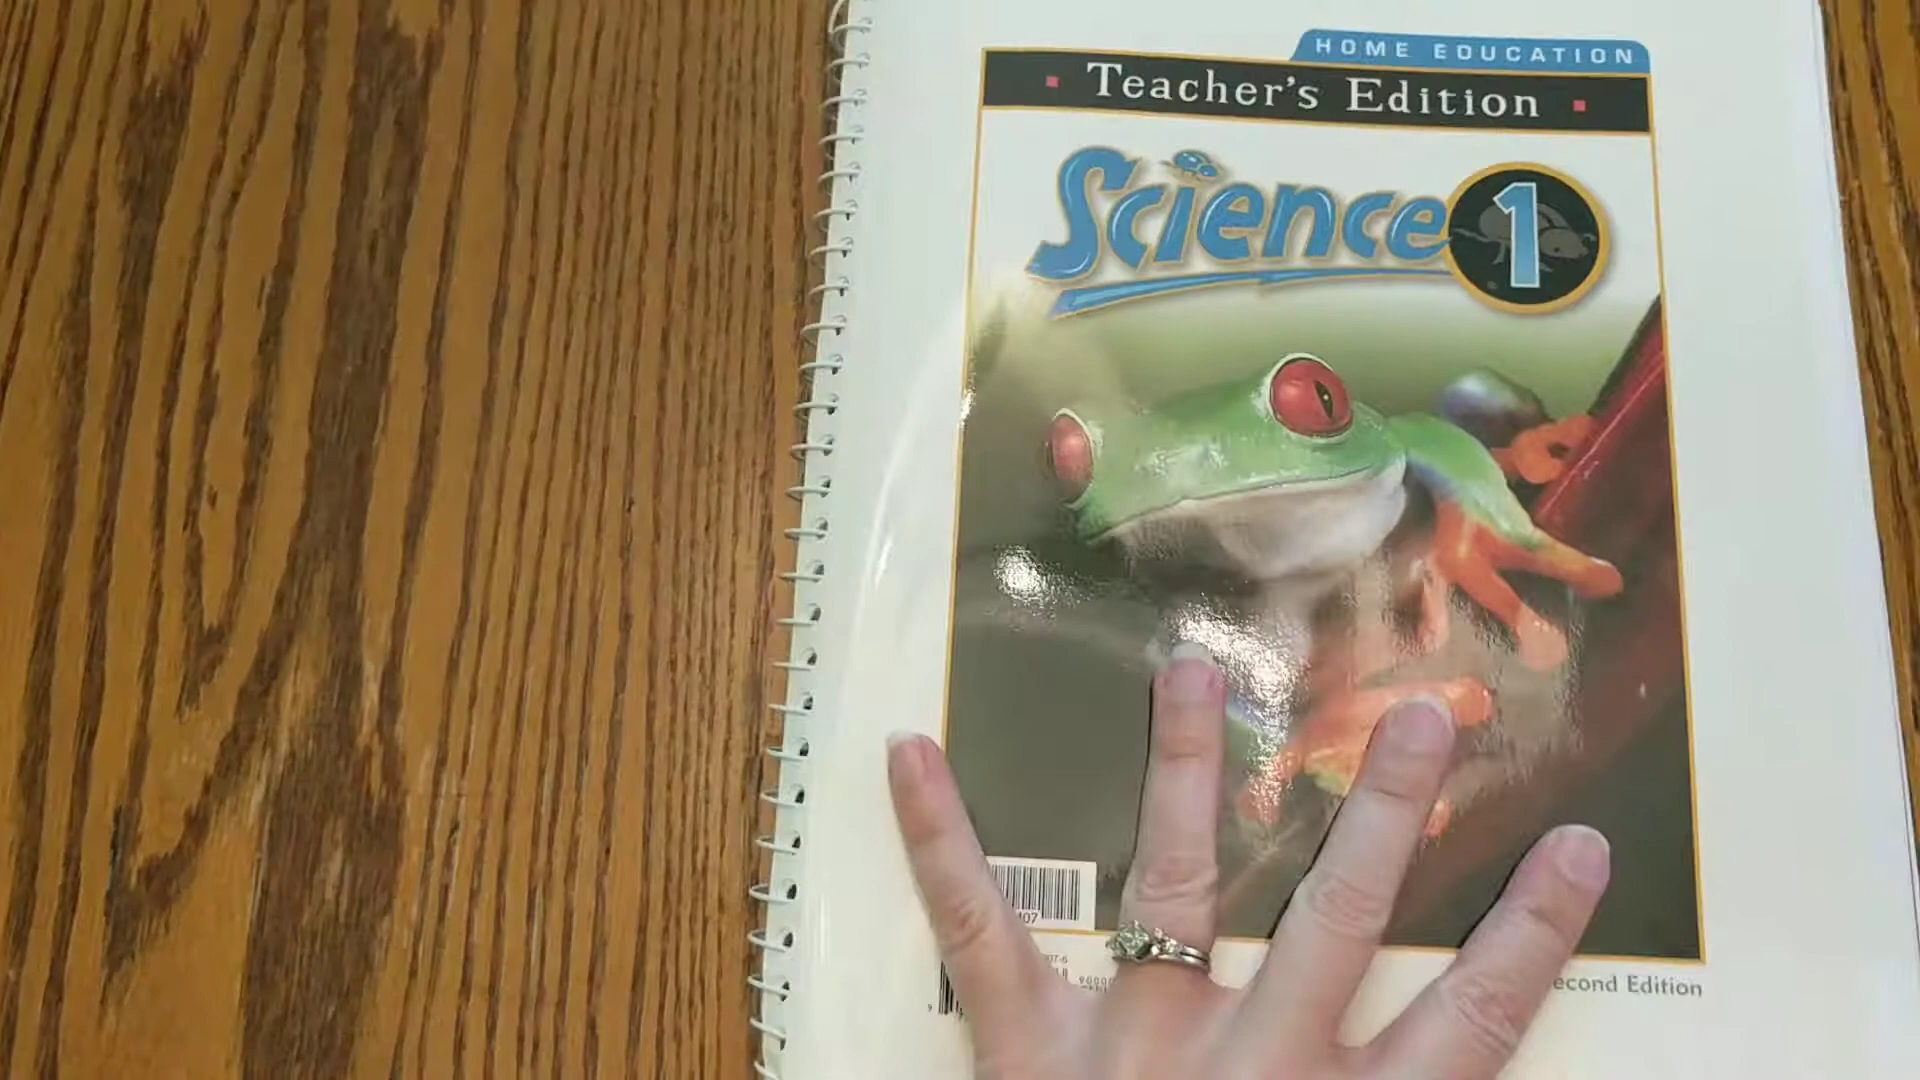 HOME EDUCATION
Teacher's Edition
Science 1
econd Edition